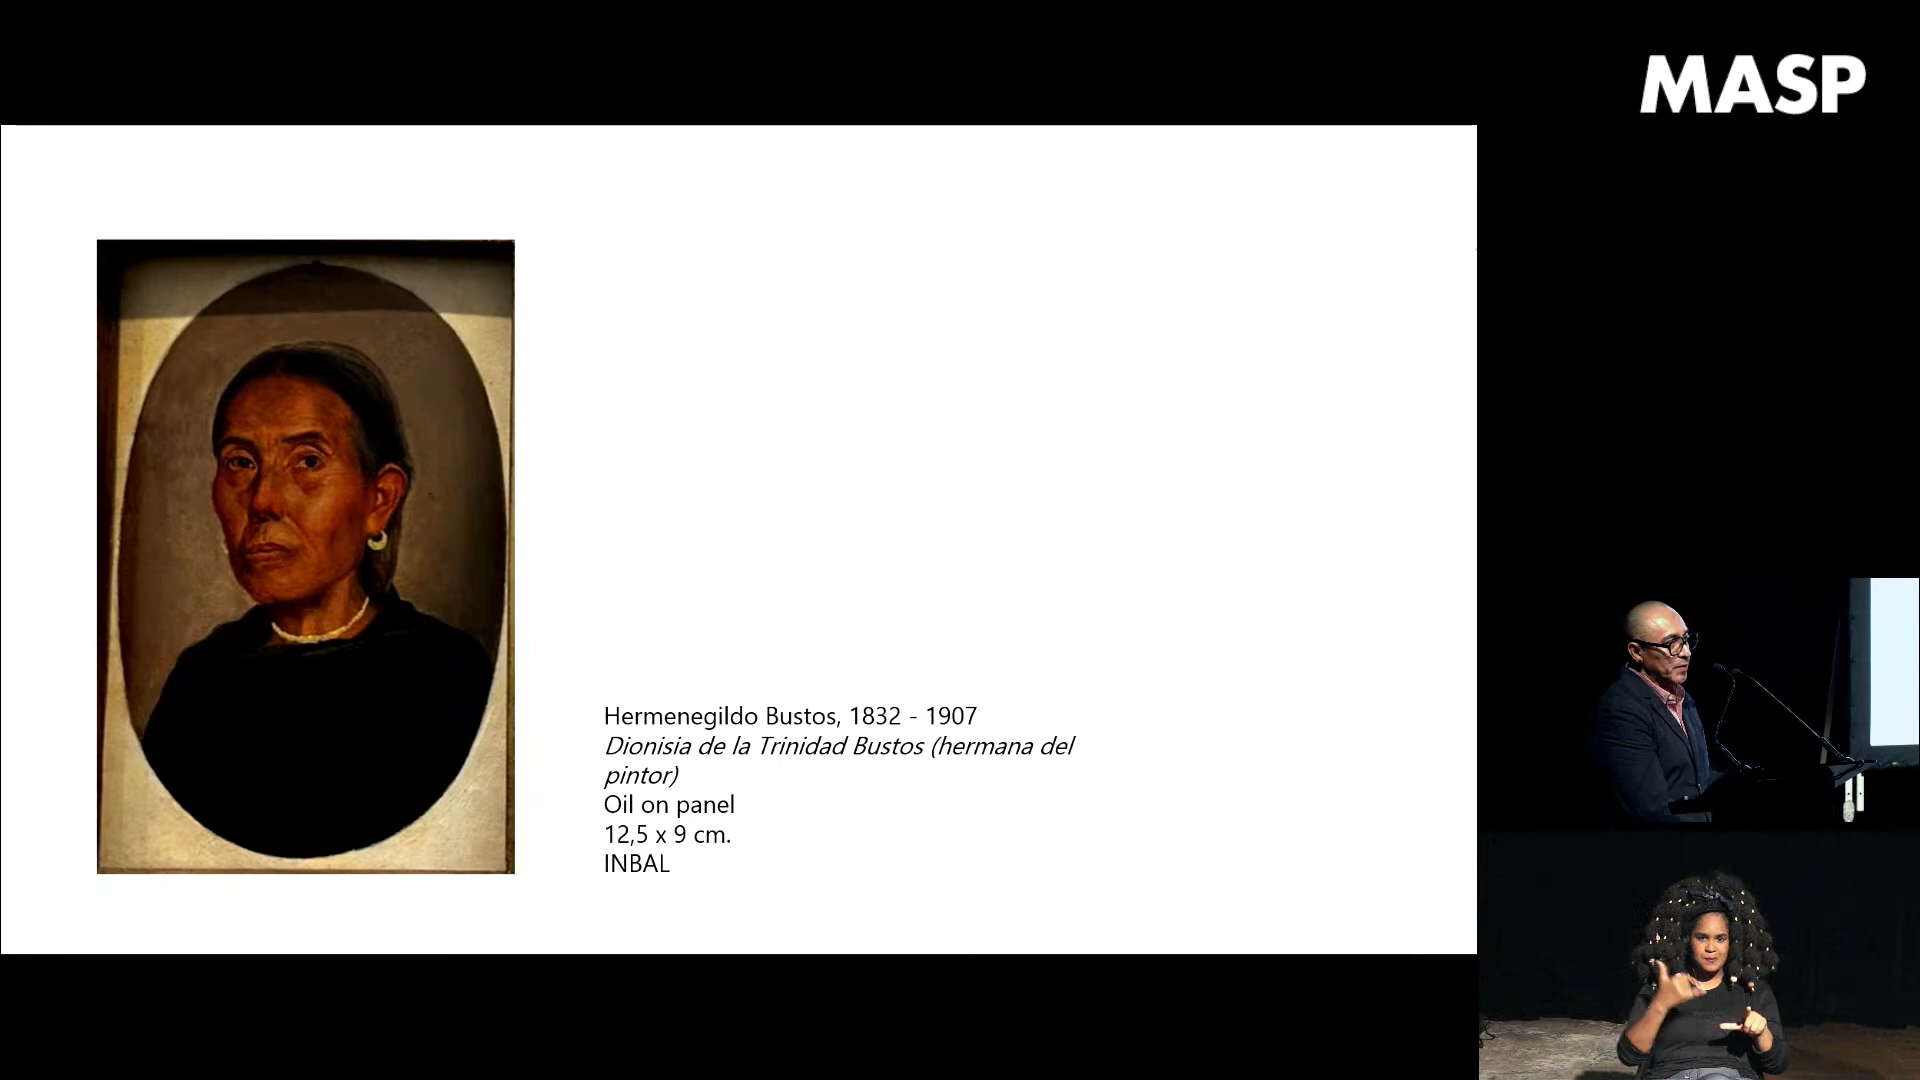 MASP
Hermenegildo Bustos, 1832 - 1907
Dionisia de la Trinidad Bustos (hermana del
pintor)
Oil on panel
12,5 x 9 cm.
INBAL